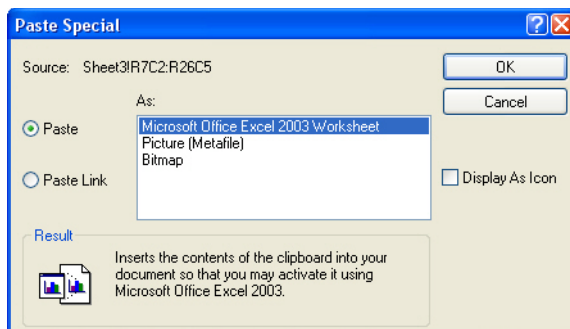 Paste Special
Source: Sheet3!R7C2:R26C5
OK
As:
Cancel
Paste
Microsoft Office Excel 2003 Worksheet
Picture (Metafile)
Bitmap
Paste Link
Display As Icon
Result
Inserts the contents of the clipboard into your
document so that you may activate it using
Microsoft Office Excel 2003.